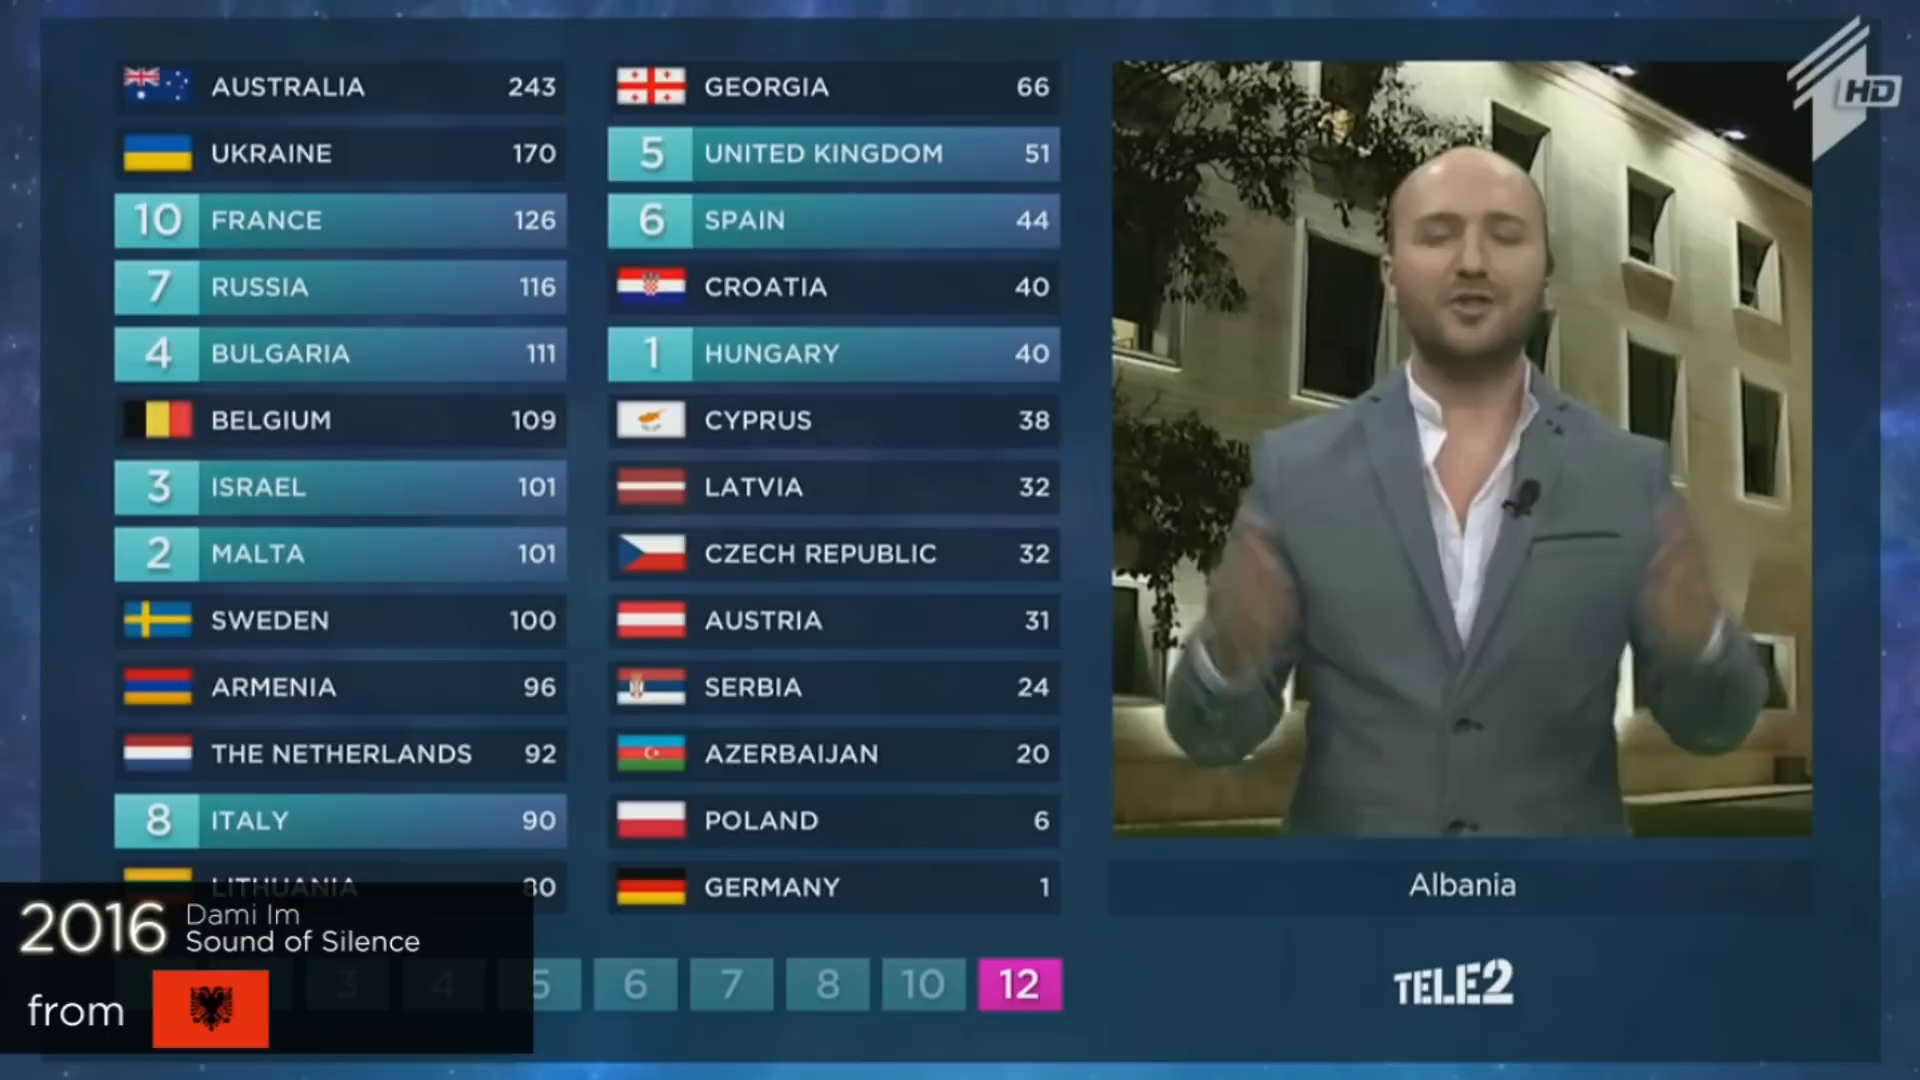 AUSTRALIA 243
UKRAINE 170
10 FRANCE 126
7 RUSSIA 116
4 BULGARIA 111
BELGIUM 109
3 ISRAEL 101
2 MALTA 101
SWEDEN 100
ARMENIA 96
THE NETHERLANDS 92
8 ITALY 90
LITHUANIA 80
GEORGIA 66
5 UNITED KINGDOM 51
6 SPAIN 44
CROATIA 40
1 HUNGARY 40
CYPRUS 38
LATVIA 32
CZECH REPUBLIC 32
AUSTRIA 31
SERBIA 24
AZERBAIJAN 20
POLAND 6
GERMANY 1
3 4 5 6 7 8 10 12
HD
Albania
TELE2
2016
Dami Im
Sound of Silence
from